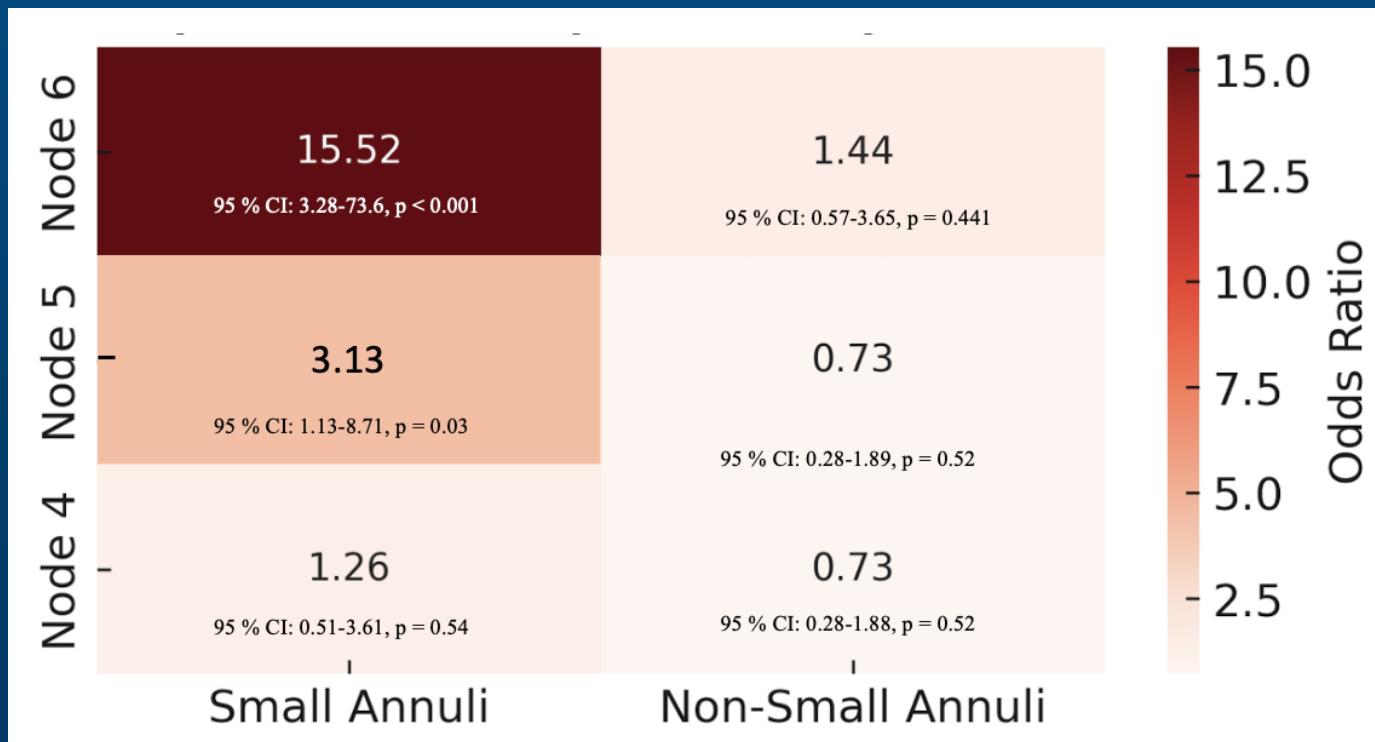 Node 6
15.52
95 % CI: 3.28-73.6, p < 0.001
1.44
95 % CI: 0.57-3.65, p = 0.441
Node 5
3.13
95 % CI: 1.13-8.71, p = 0.03
0.73
95 % CI: 0.28-1.89, p = 0.52
Node 4
1.26
95 % CI: 0.51-3.61, p = 0.54
0.73
95 % CI: 0.28-1.88, p = 0.52
Small Annuli
Non-Small Annuli
15.0
12.5
10.0
7.5
5.0
2.5
Odds Ratio